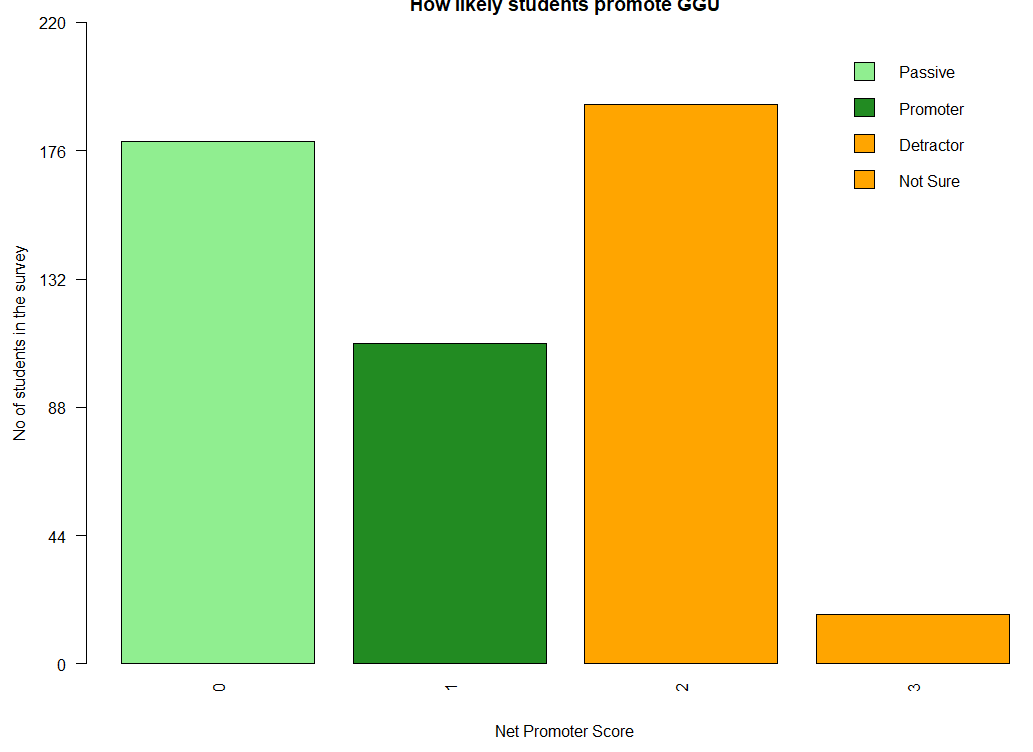 How likely students promote GGU
220
176
132
88
44
0
No of students in the survey
Passive
Promoter
Detractor
Not Sure
0
1
2
3
Net Promoter Score